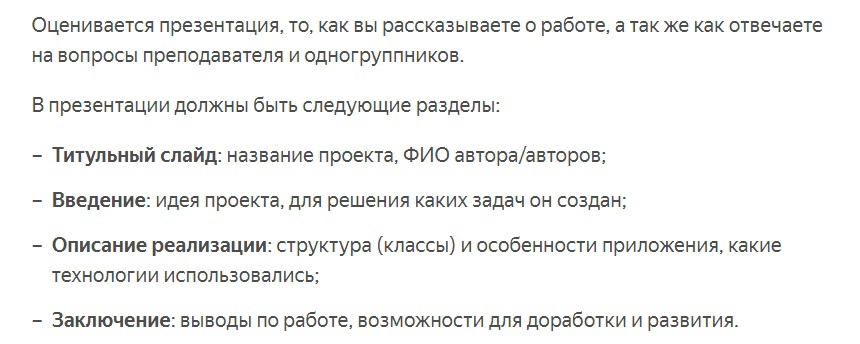 Оценивается презентация, то, как вы рассказываете о работе, а так же как отвечаете
на вопросы преподавателя и одногруппников.
В презентации должны быть следующие разделы:
– Титульный слайд: название проекта, ФИО автора/авторов;
– Введение: идея проекта, для решения каких задач он создан;
– Описание реализации: структура (классы) и особенности приложения, какие
технологии использовались;
– Заключение: выводы по работе, возможности для доработки и развития.